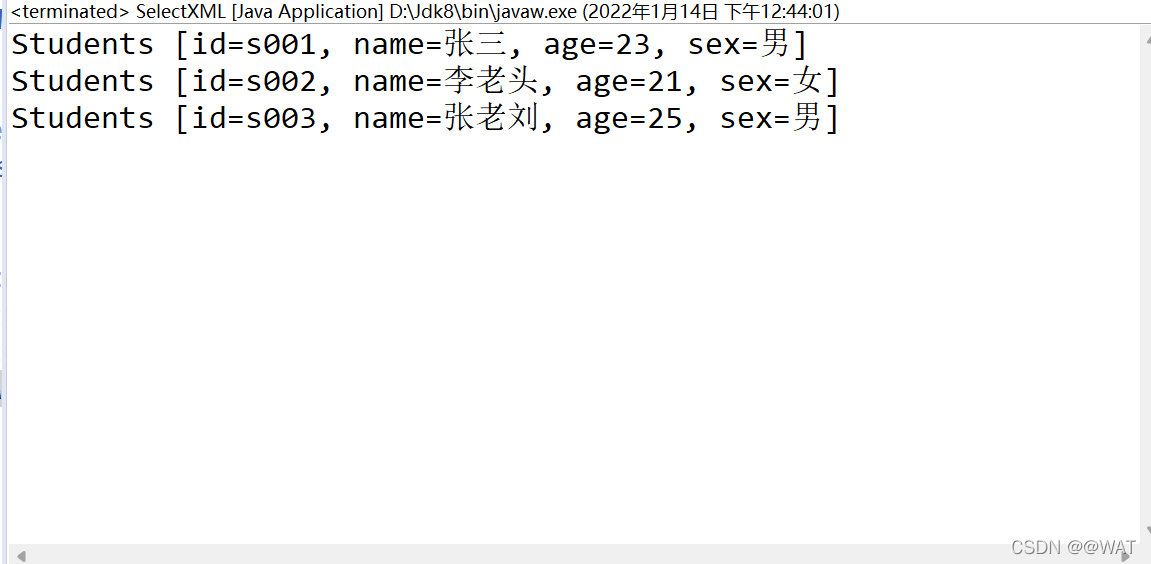 <terminated> SelectXML [Java Application] D:\Jdk8\bin\javaw.exe (2022年1月14日 下午12:44:01)
Students [id=s001, name=张三, age=23, sex=男]
Students [id=s002, name=李老头, age=21, sex=女]
Students [id=s003, name=张老刘, age=25, sex=男]
CSDN @@WAT